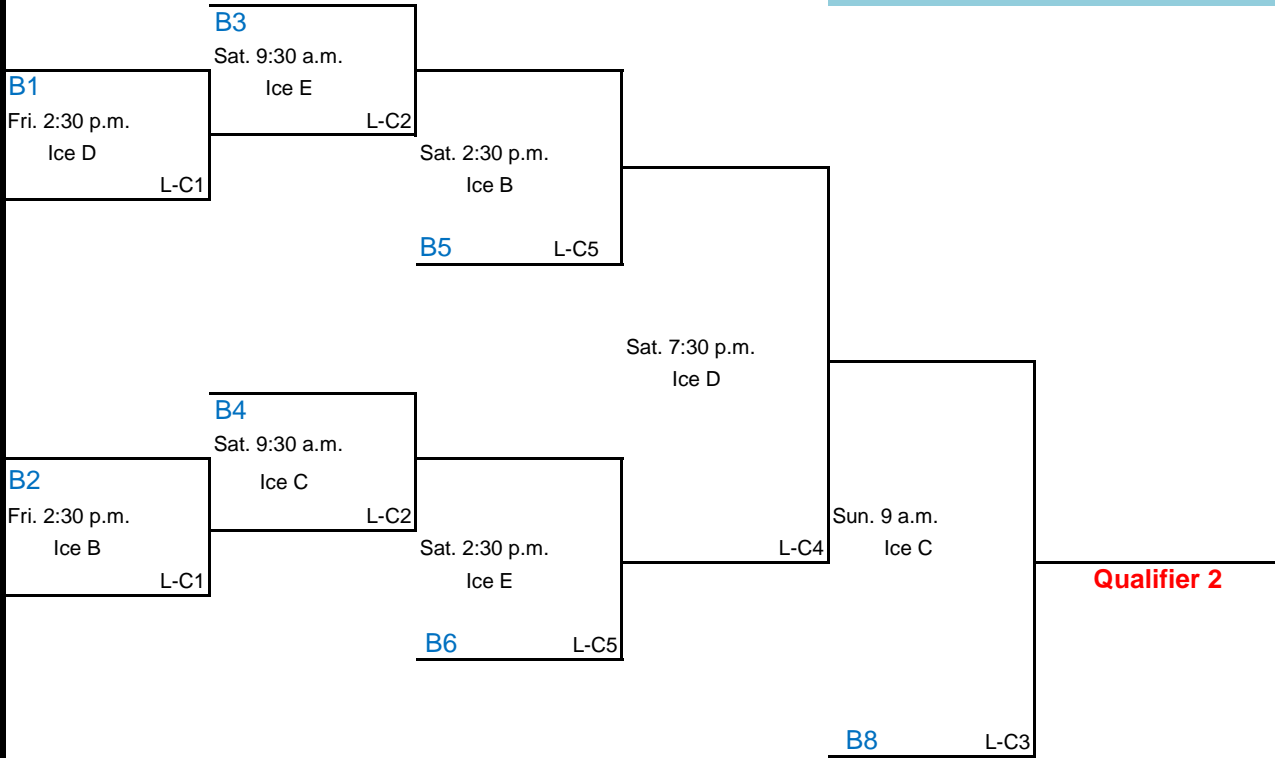 B3
Sat. 9:30 a.m.
Ice E
L-C2
B1
Fri. 2:30 p.m.
Ice D
L-C1
Sat. 2:30 p.m.
Ice B
B5 L-C5
Sat. 7:30 p.m.
Ice D
B4
Sat. 9:30 a.m.
Ice C
L-C2
B2
Fri. 2:30 p.m.
Ice B
L-C1
Sat. 2:30 p.m.
Ice E
B6 L-C5
L-C4
Sun. 9 a.m.
Ice C
Qualifier 2
B8 L-C3